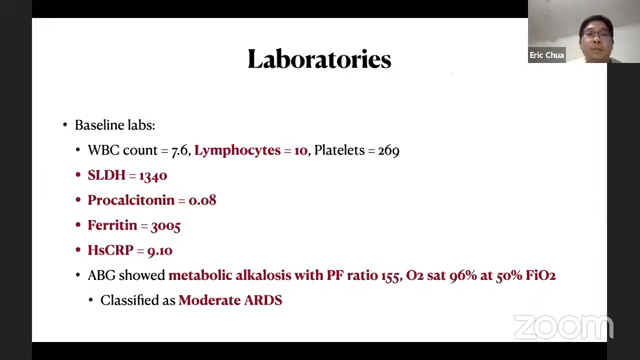 Laboratories
Eric Chua
• Baseline labs:
• WBC count = 7.6, Lymphocytes = 10, Platelets = 269
• SLDH = 1340
• Procalcitonin = 0.08
• Ferritin = 3005
• HsCRP = 9.10
• ABG showed metabolic alkalosis with PF ratio 155, O2 sat 96% at 50% FiO2
• Classified as Moderate ARDS
zoom